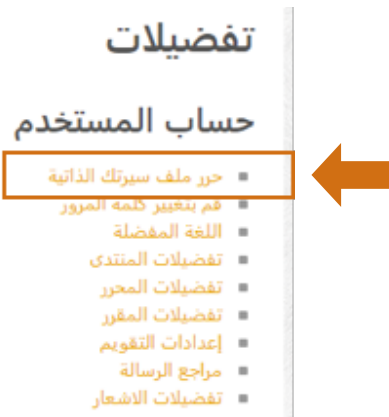 تفضيلات
حساب المستخدم
حرر ملف سيرتك الذاتية
قم بتغيير كلمة المرور
اللغة المفضلة
تفضيلات المنتدى
تفضيلات المحرر
تفضيلات المقرر
إعدادات التقويم
مراجع الرسالة
تفضيلات الاشعار